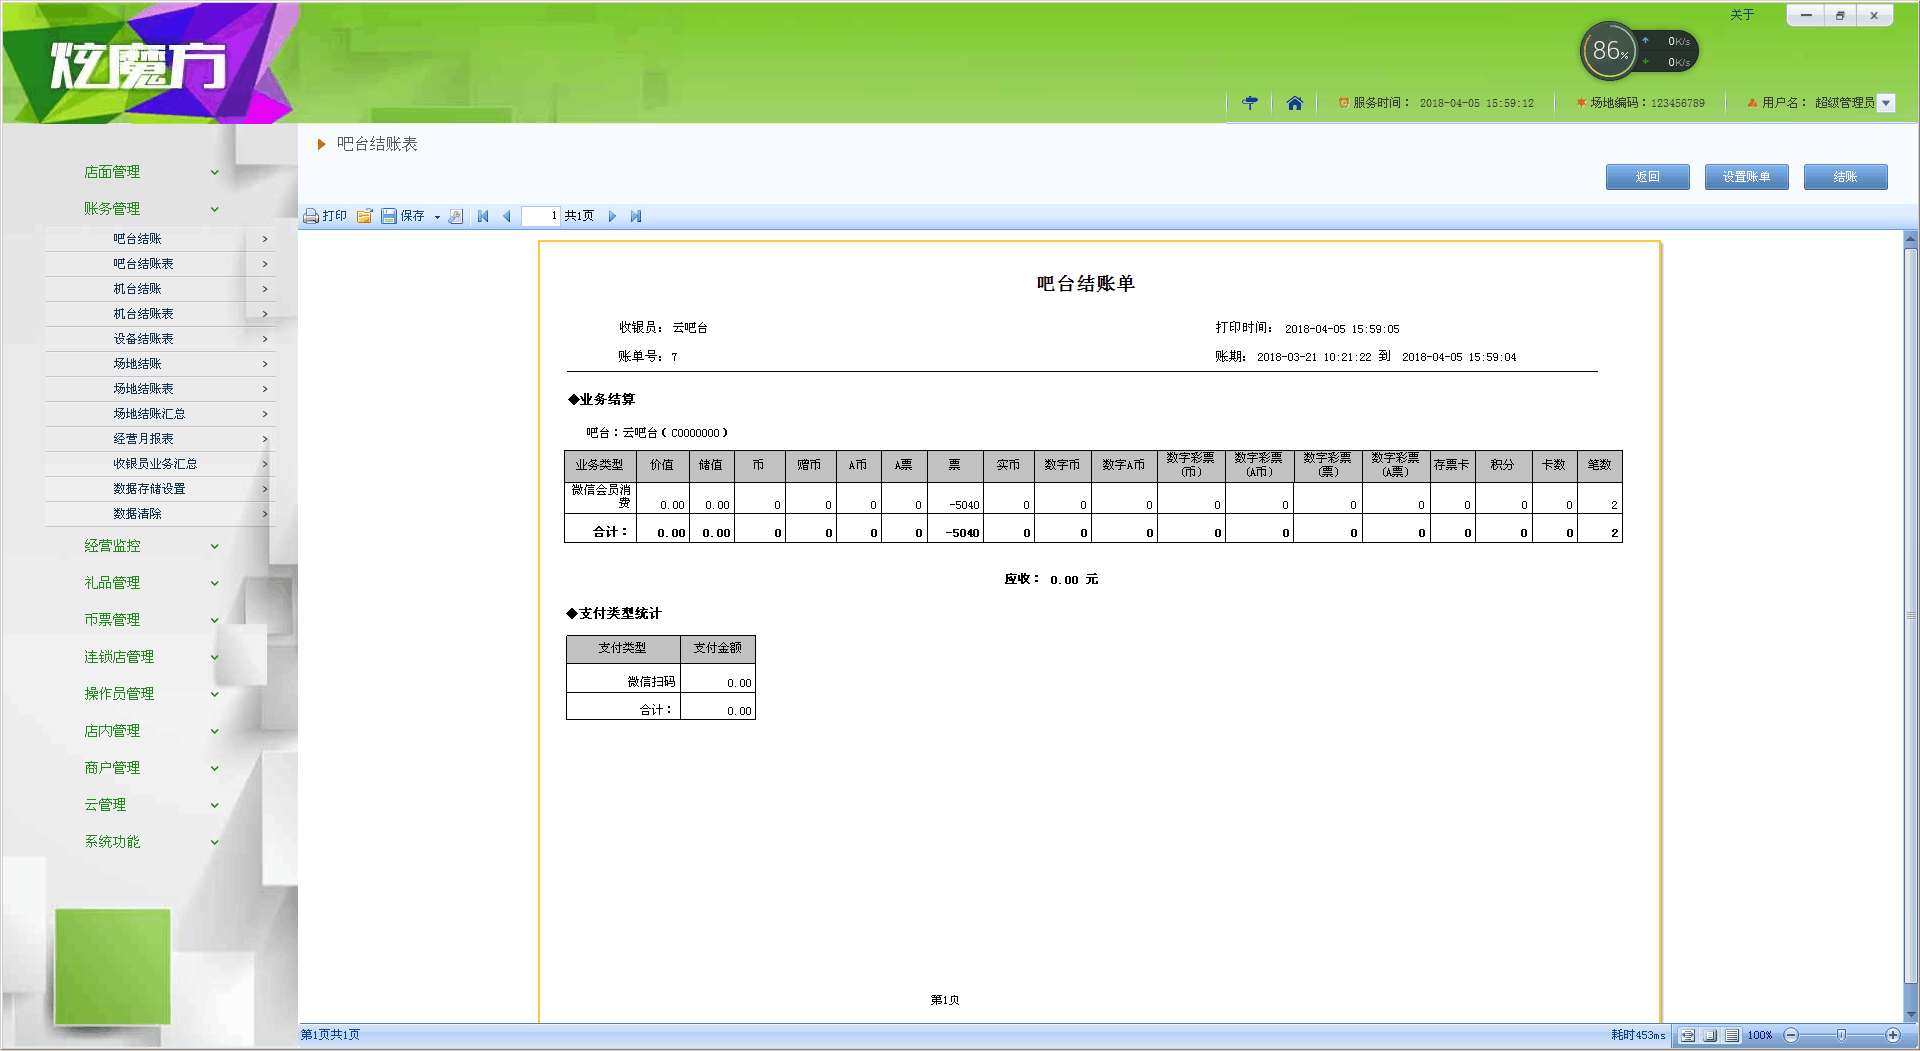 炫魔方
关于
86%
0K/s
0K/s
服务时间： 2018-04-05 15:59:12
场地编码：123456789
用户名： 超级管理员
店面管理
账务管理
吧台结账
吧台结账表
机台结账
机台结账表
设备结账表
场地结账
场地结账表
场地结账汇总
经营月报表
收银员业务汇总
数据存储设置
数据清除
经营监控
礼品管理
币票管理
连锁店管理
操作员管理
店内管理
商户管理
云管理
系统功能
吧台结账表
返回 设置账单 结账
打印 保存 1 共1页
吧台结账单
收银员： 云吧台 打印时间： 2018-04-05 15:59:05
账单号： 7 账期： 2018-03-21 10:21:22 到 2018-04-05 15:59:04
◆业务结算
吧台：云吧台（C0000000）
业务类型 价值 储值 币 赠币 A币 A票 票 实币 数字币 数字A币 数字彩票（币） 数字彩票（A币） 数字彩票（票） 数字彩票（A票） 存票卡 积分 卡数 笔数
微信会员消费 0.00 0.00 0 0 0 0 -5040 0 0 0 0 0 0 0 0 0 0 2
合计： 0.00 0.00 0 0 0 0 -5040 0 0 0 0 0 0 0 0 0 0 2
应收： 0.00 元
◆支付类型统计
支付类型 支付金额
微信扫码 0.00
合计： 0.00
第1页
第1页共1页 耗时453ms 100%